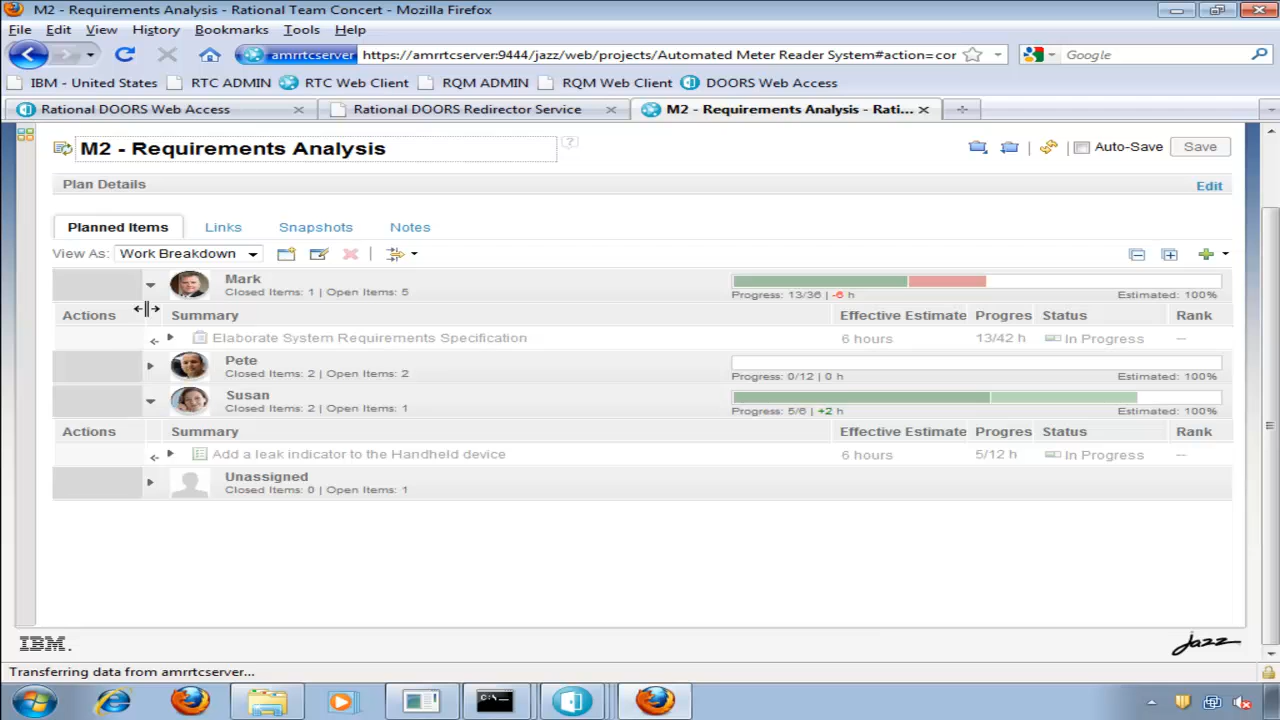 M2 - Requirements Analysis - Rational Team Concert - Mozilla Firefox
File Edit View History Bookmarks Tools Help
amrrtcserver https://amrrtcserver:9444/jazz/web/projects/Automated Meter Reader System#action=cor Google
IBM - United States RTC ADMIN RTC Web Client RQM ADMIN RQM Web Client DOORS Web Access
Rational DOORS Web Access Rational DOORS Redirector Service M2 - Requirements Analysis - Rati...
M2 - Requirements Analysis ? Auto-Save Save
Plan Details Edit
Planned Items Links Snapshots Notes
View As: Work Breakdown
Mark
Closed Items: 1 | Open Items: 5 Progress: 13/36 | -6 h Estimated: 100%
Actions Summary Effective Estimate Progres Status Rank
Elaborate System Requirements Specification 6 hours 13/42 h In Progress --
Pete
Closed Items: 2 | Open Items: 2 Progress: 0/12 | 0 h Estimated: 100%
Susan
Closed Items: 2 | Open Items: 1 Progress: 5/6 | +2 h Estimated: 100%
Actions Summary Effective Estimate Progres Status Rank
Add a leak indicator to the Handheld device 6 hours 5/12 h In Progress --
Unassigned
Closed Items: 0 | Open Items: 1
IBM. jazz
Transferring data from amrrtcserver...